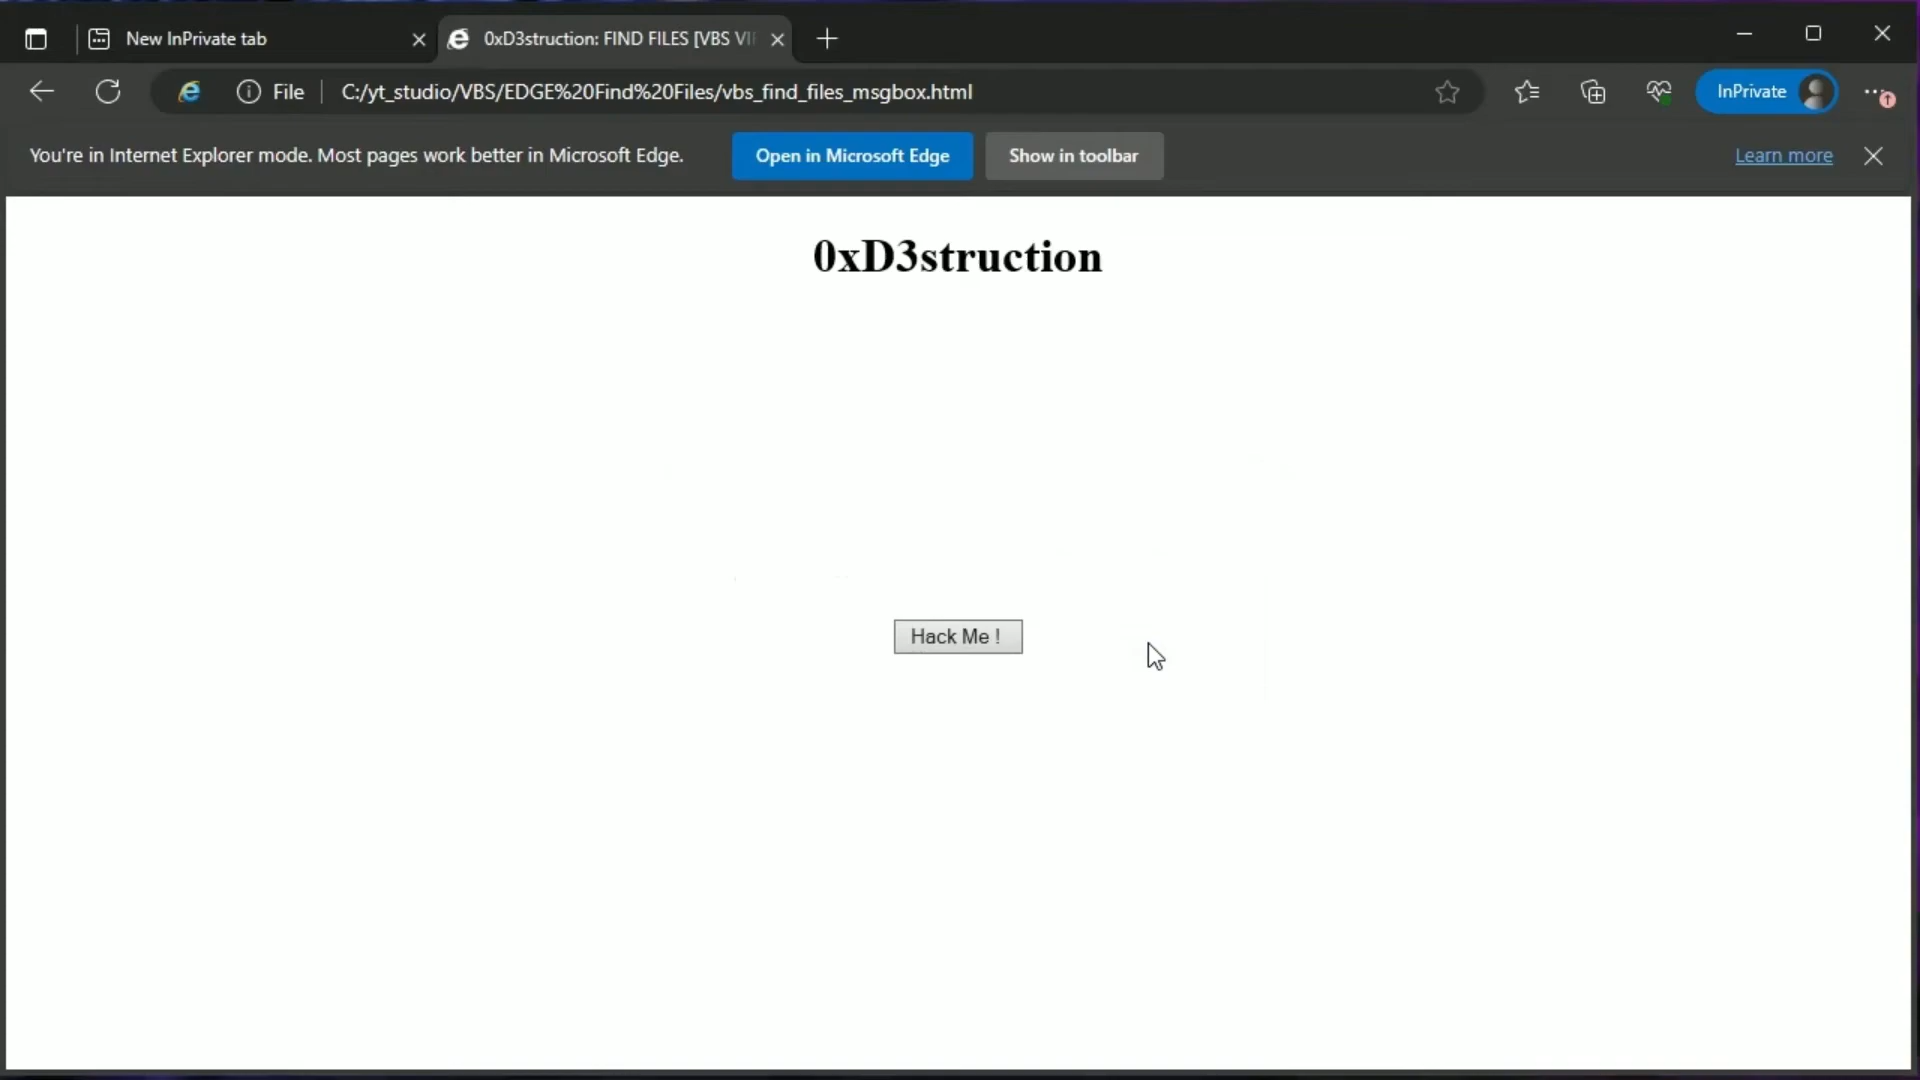 New InPrivate tab
0xD3struction: FIND FILES [VBS VI
File
C:/yt_studio/VBS/EDGE%20Find%20Files/vbs_find_files_msgbox.html
InPrivate
You're in Internet Explorer mode. Most pages work better in Microsoft Edge.
Open in Microsoft Edge
Show in toolbar
Learn more
0xD3struction
Hack Me !